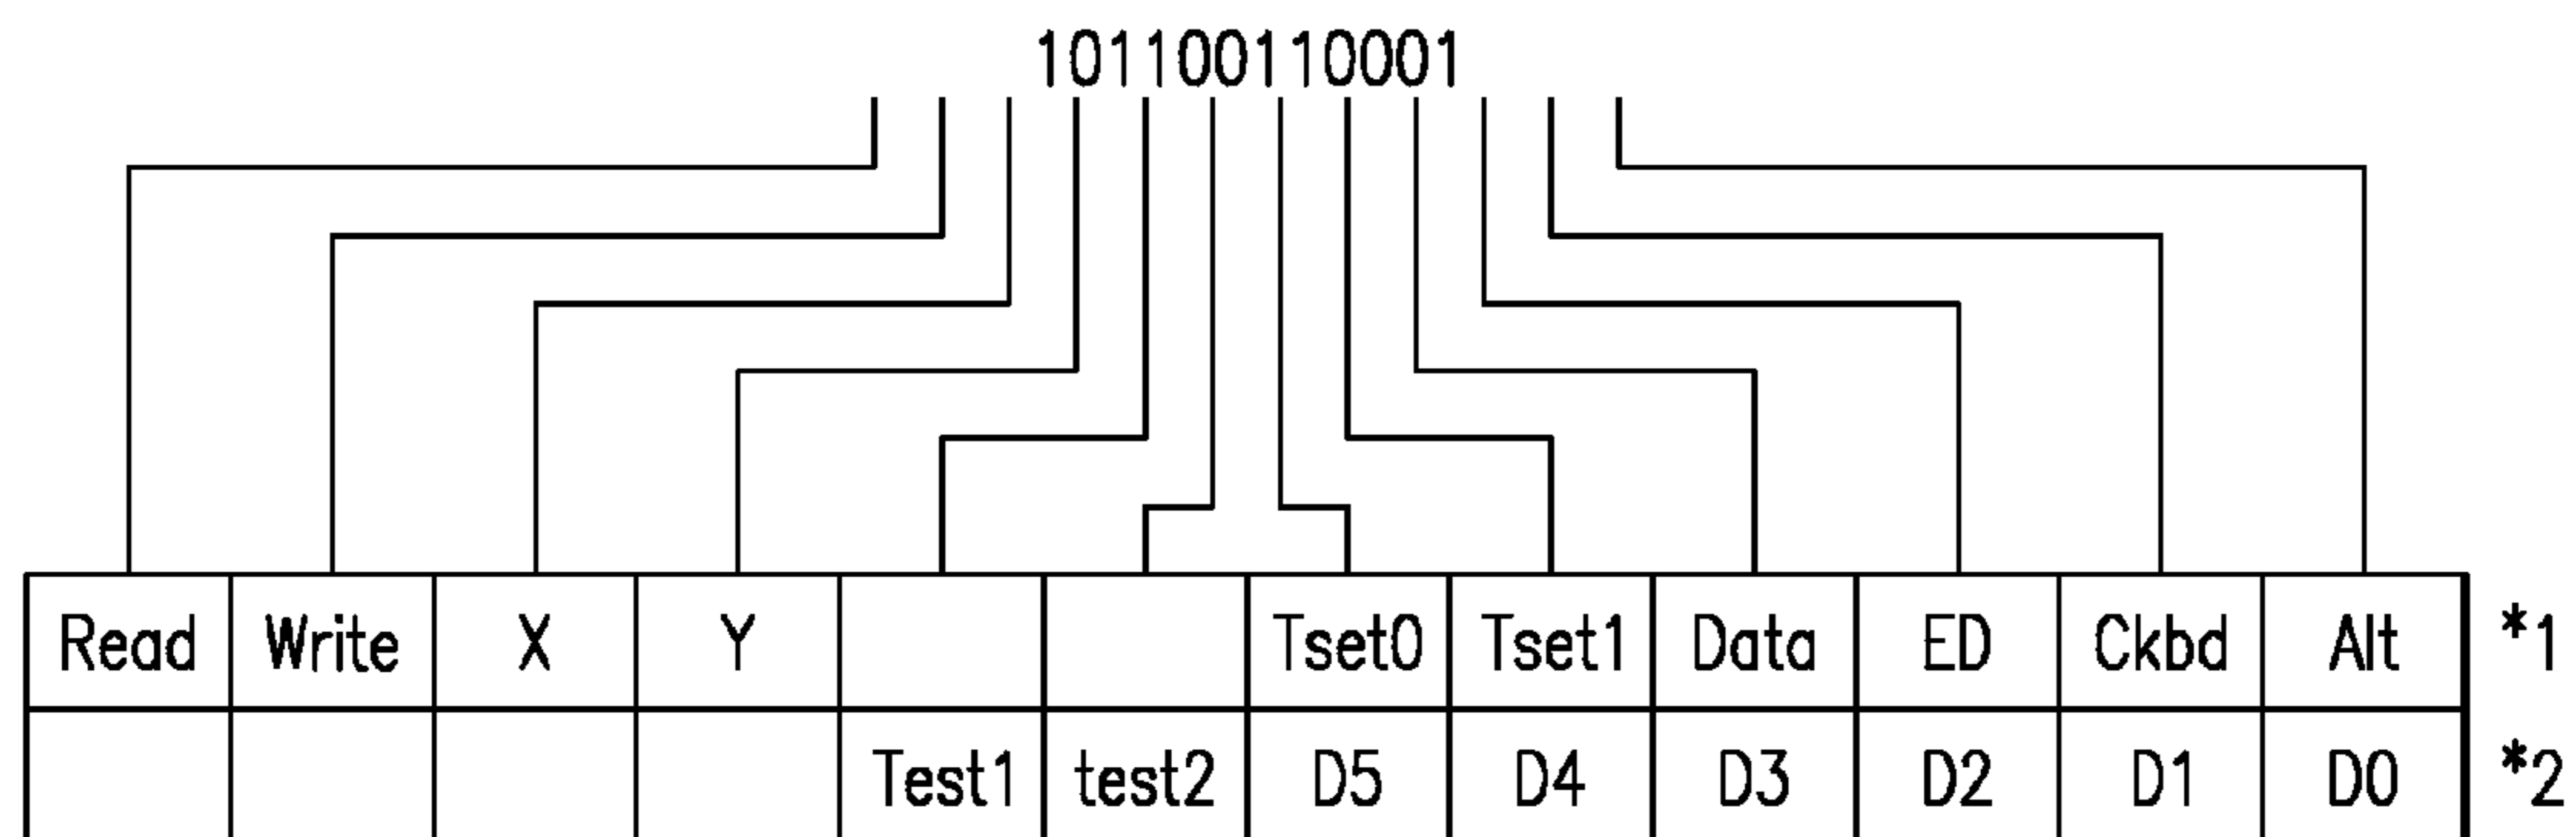 101100110001
Read Write X Y Tset0 Tset1 Data ED Ckbd Alt *1
Test1 test2 D5 D4 D3 D2 D1 D0 *2